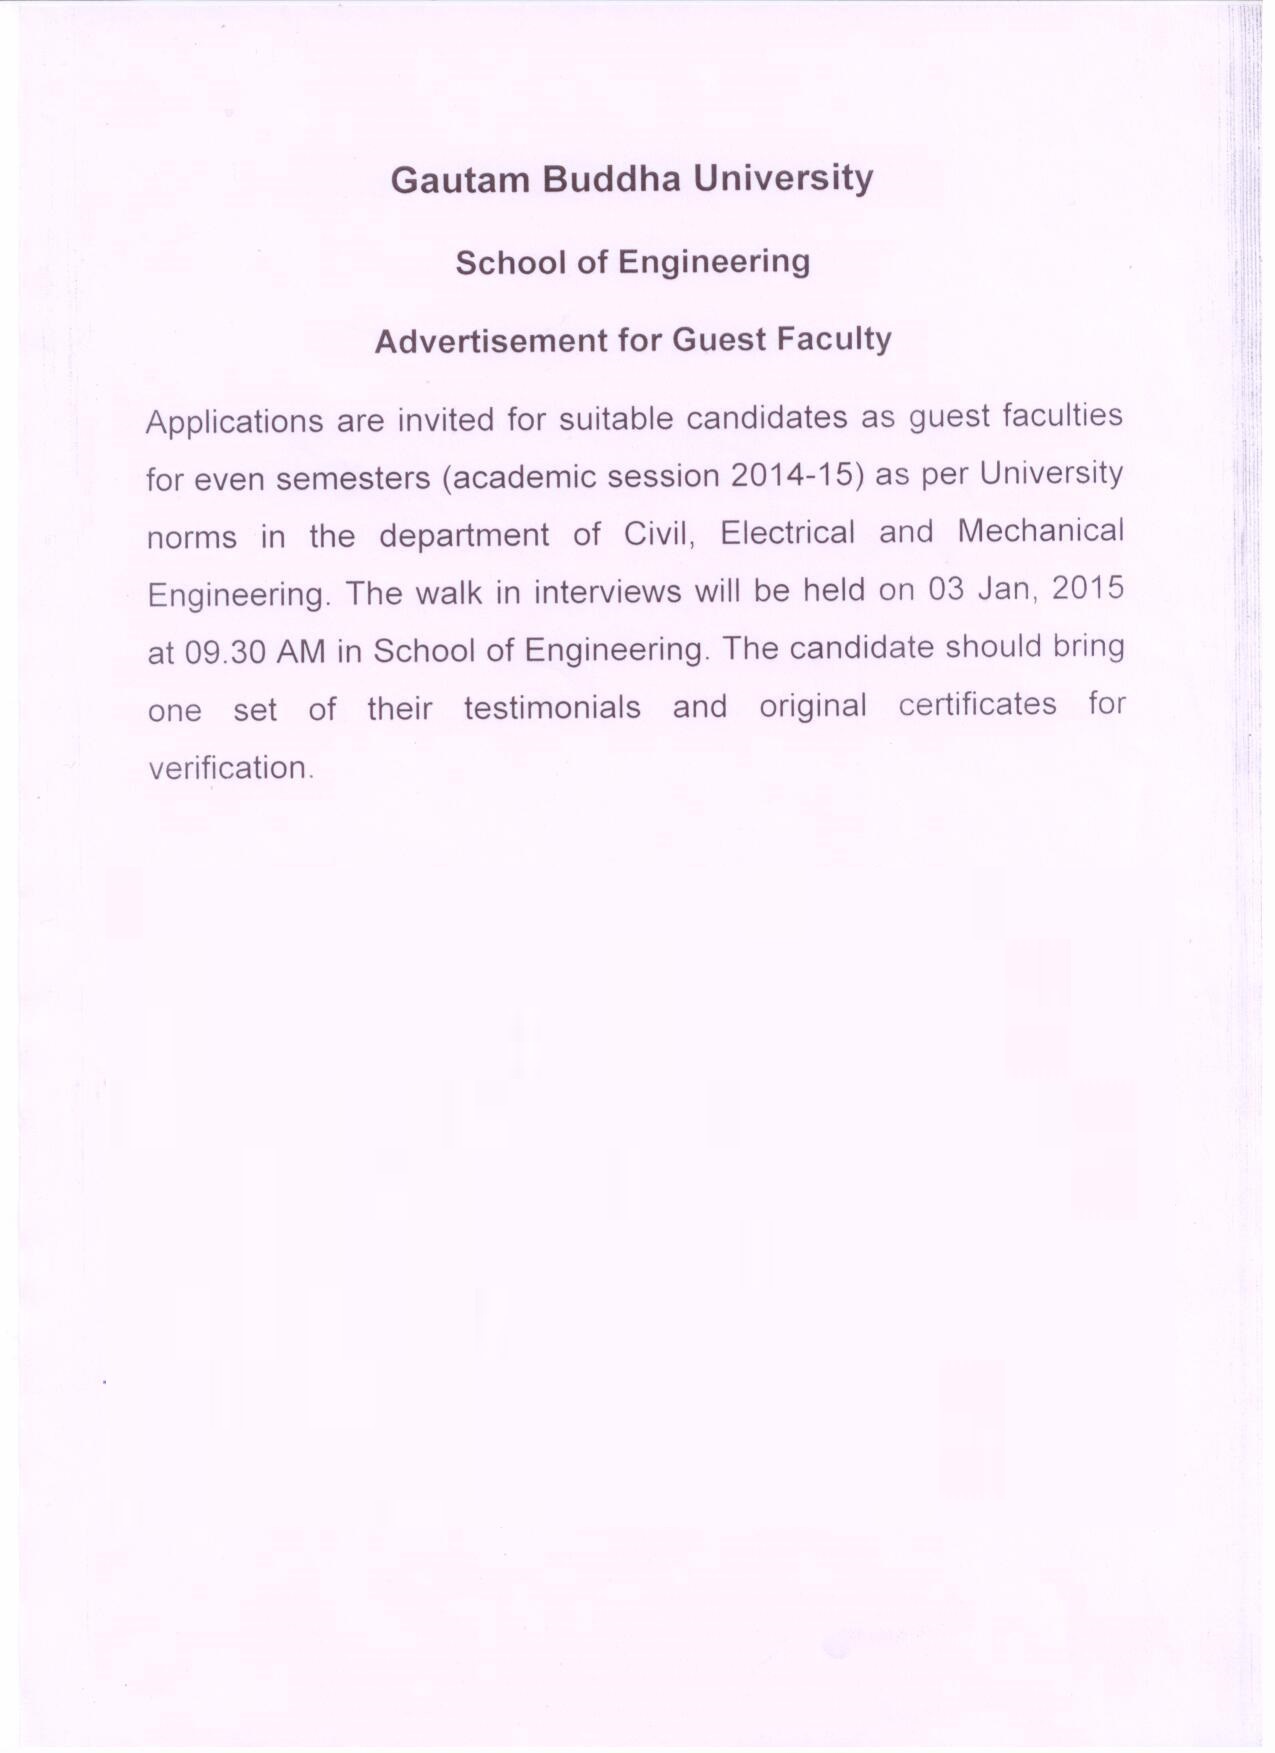 Gautam Buddha University
School of Engineering
Advertisement for Guest Faculty
Applications are invited for suitable candidates as guest faculties
for even semesters (academic session 2014-15) as per University
norms in the department of Civil, Electrical and Mechanical
Engineering. The walk in interviews will be held on 03 Jan, 2015
at 09.30 AM in School of Engineering. The candidate should bring
one set of their testimonials and original certificates for
verification.